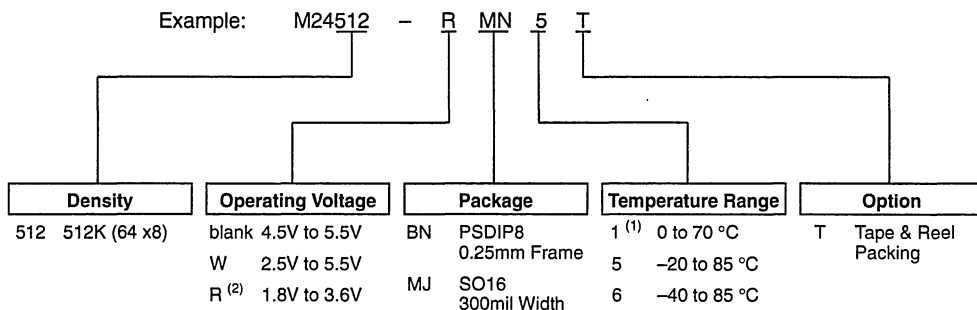 Example: M24512 – R MN 5 T
Density
512 512K (64 x8)
Operating Voltage
blank 4.5V to 5.5V
W 2.5V to 5.5V
R (2) 1.8V to 3.6V
Package
BN PSDIP8
0.25mm Frame
MJ SO16
300mil Width
Temperature Range
1 (1) 0 to 70 °C
5 –20 to 85 °C
6 –40 to 85 °C
Option
T Tape & Reel
Packing